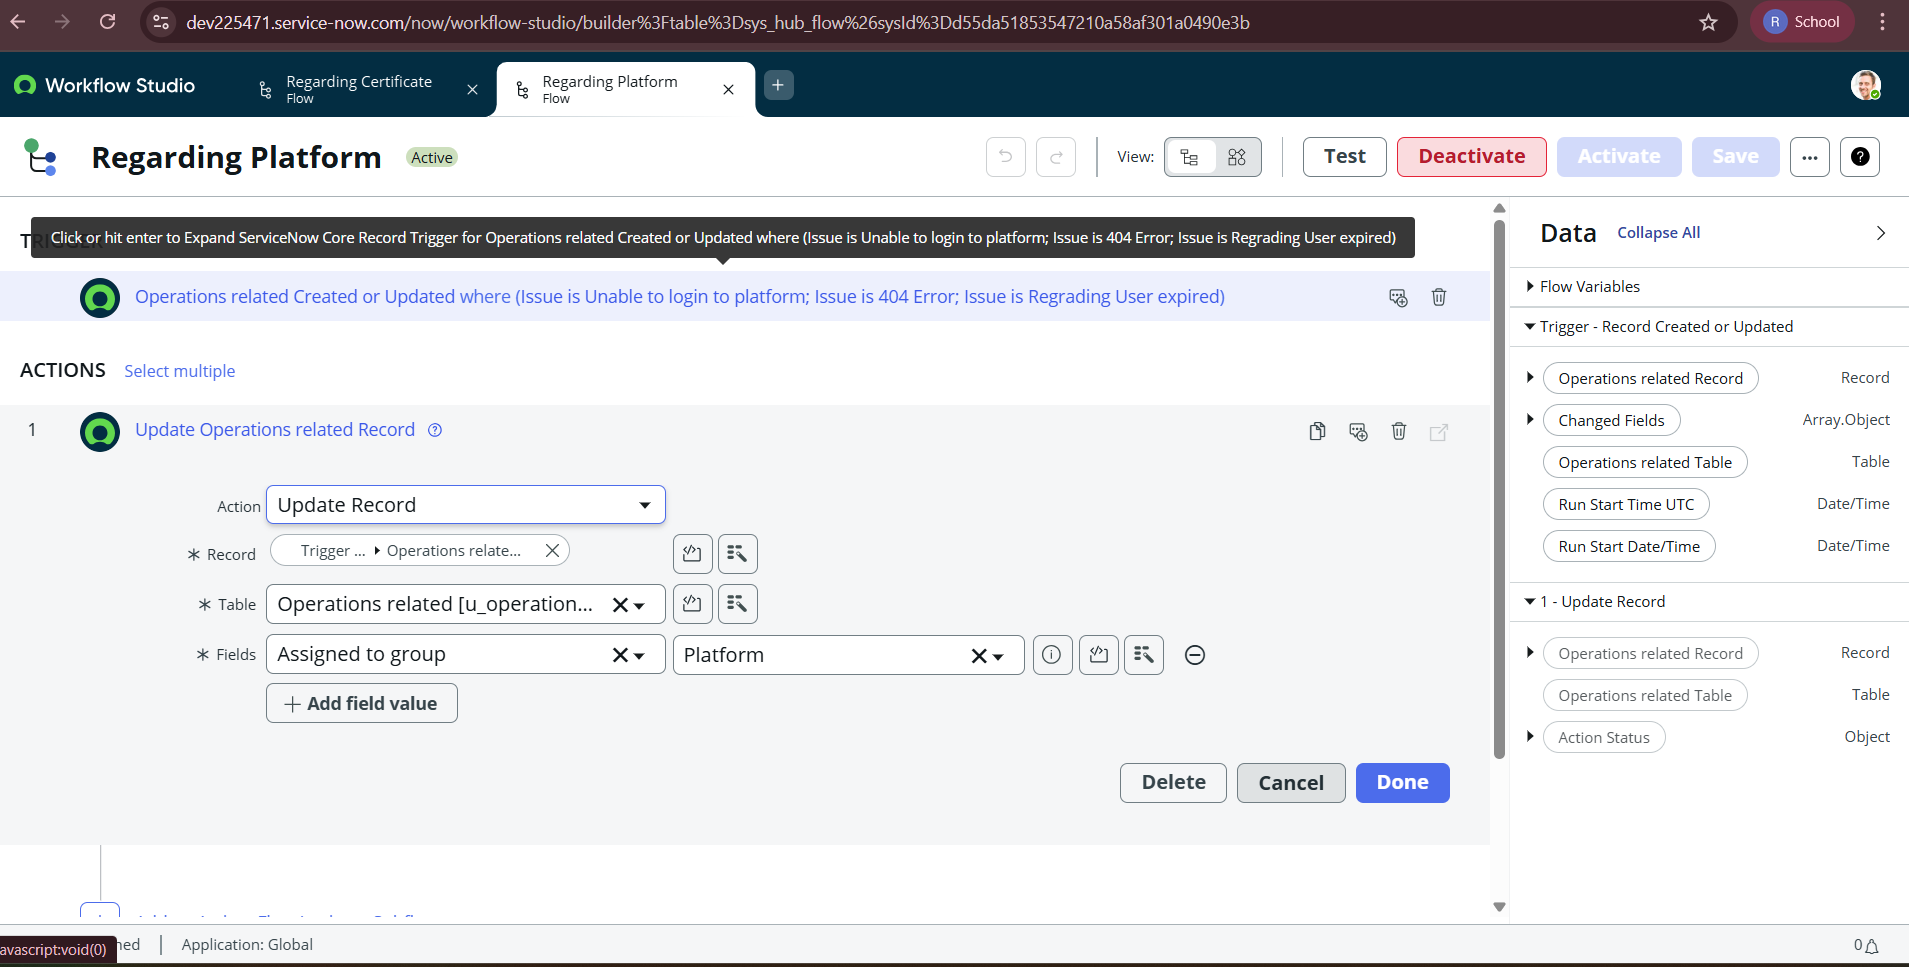 dev225471.service-now.com/now/workflow-studio/builder%3Ftable%3Dsys_hub_flow%26sysId%3Dd55da51853547210a58af301a0490e3b
R School
Workflow Studio
Regarding Certificate
Flow
Regarding Platform
Flow
Regarding Platform
Active
View:
Test
Deactivate
Activate
Save
Click or hit enter to Expand ServiceNow Core Record Trigger for Operations related Created or Updated where (Issue is Unable to login to platform; Issue is 404 Error; Issue is Regrading User expired)
Operations related Created or Updated where (Issue is Unable to login to platform; Issue is 404 Error; Issue is Regrading User expired)
ACTIONS Select multiple
1 Update Operations related Record
Action Update Record
* Record Trigger ... Operations relate...
* Table Operations related [u_operation...
* Fields Assigned to group Platform
+ Add field value
Delete
Cancel
Done
Data Collapse All
Flow Variables
Trigger - Record Created or Updated
Operations related Record Record
Changed Fields Array.Object
Operations related Table Table
Run Start Time UTC Date/Time
Run Start Date/Time Date/Time
1 - Update Record
Operations related Record Record
Operations related Table Table
Action Status Object
avascript:void(0)
Application: Global
0